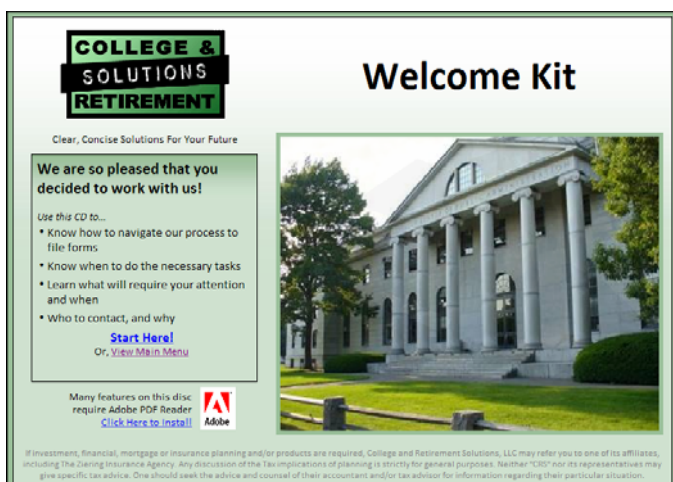 COLLEGE &
SOLUTIONS
RETIREMENT
Welcome Kit
Clear, Concise Solutions For Your Future
We are so pleased that you
decided to work with us!
Use this CD to...
• Know how to navigate our process to
file forms
• Know when to do the necessary tasks
• Learn what will require your attention
and when
• Who to contact, and why
Start Here!
Or, View Main Menu
Many features on this disc
require Adobe PDF Reader
Click Here to Install
Adobe
If investment, financial, mortgage or insurance planning and/or products are required, College and Retirement Solutions, LLC may refer you to one of its affiliates,
including The Ziering Insurance Agency. Any discussion of the Tax implications of planning is strictly for general purposes. Neither "CRS" nor its representatives may
give specific tax advice. One should seek the advice and counsel of their accountant and/or tax advisor for information regarding their particular situation.